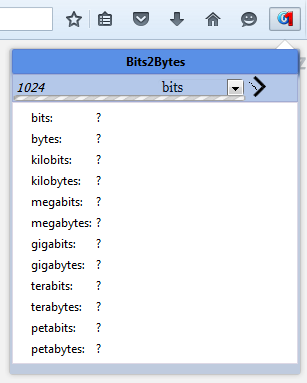 Bits2Bytes
1024 bits
bits: ?
bytes: ?
kilobits: ?
kilobytes: ?
megabits: ?
megabytes: ?
gigabits: ?
gigabytes: ?
terabits: ?
terabytes: ?
petabits: ?
petabytes: ?